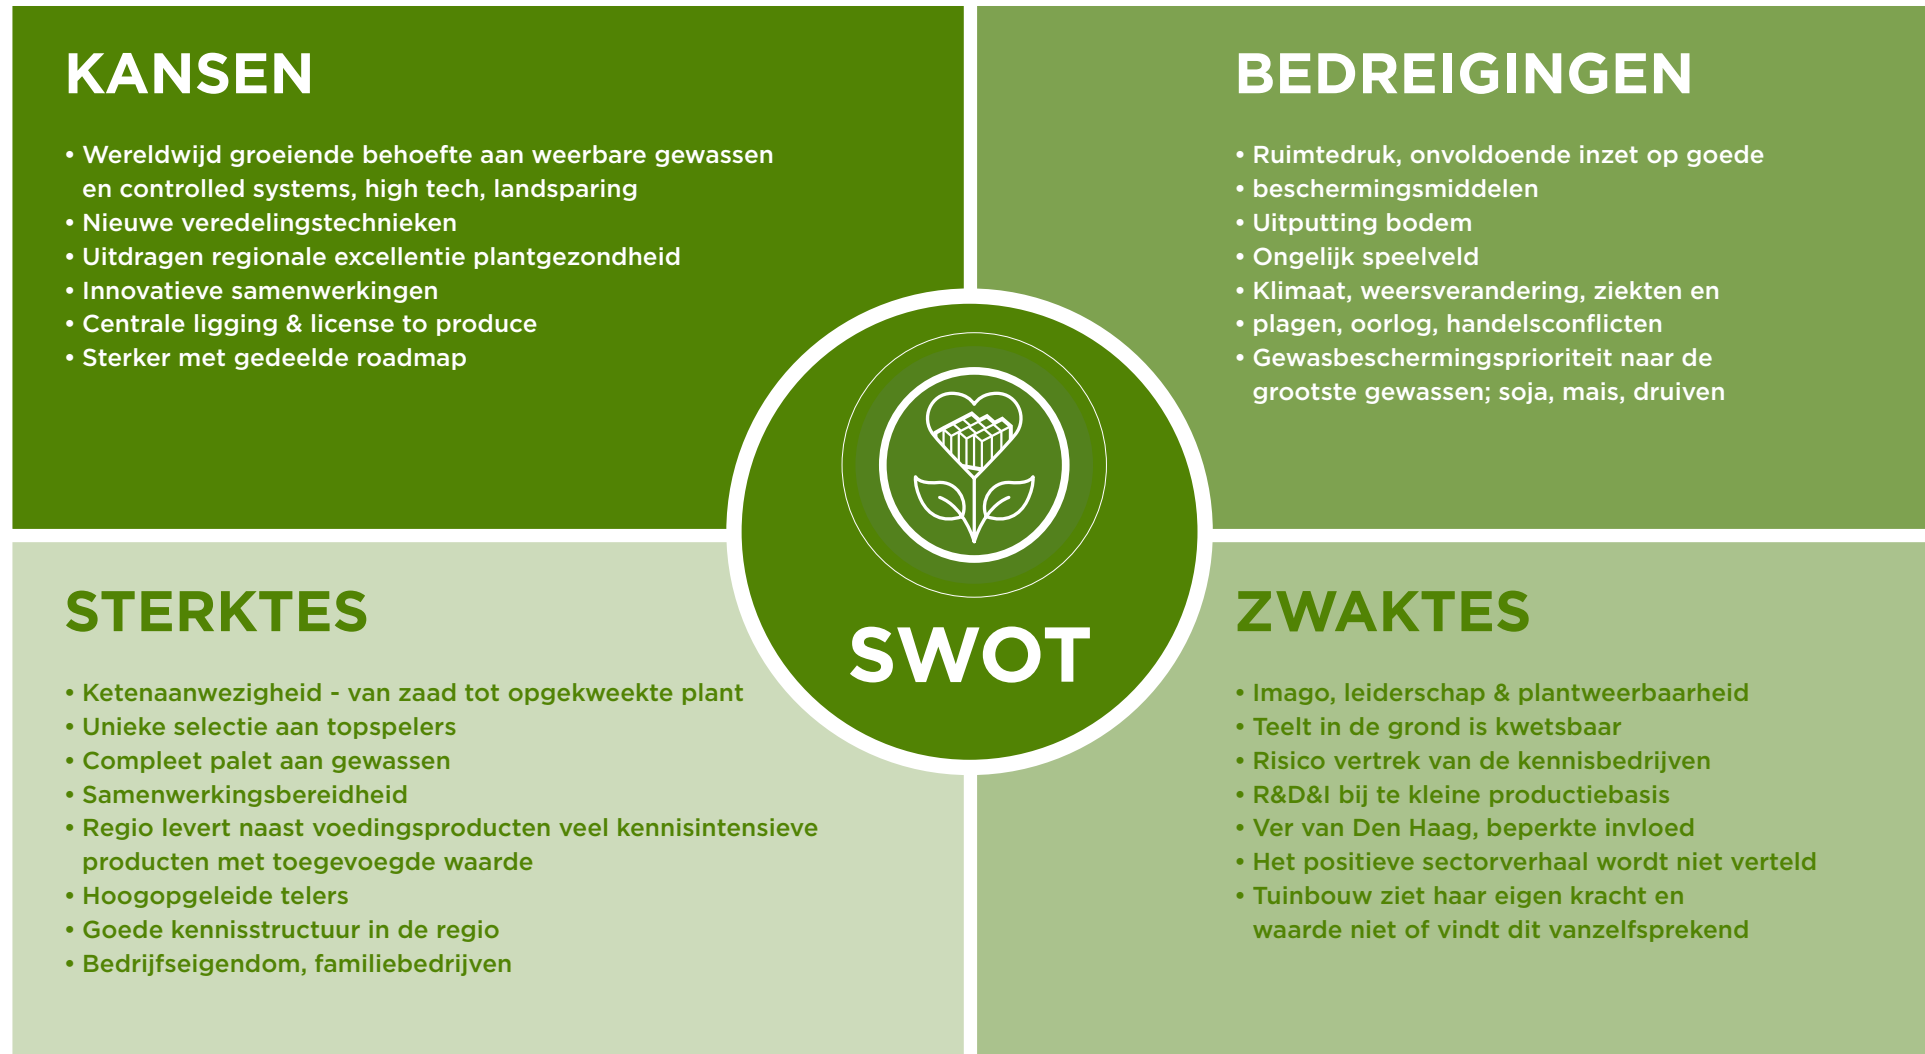 KANSEN
• Wereldwijd groeiende behoefte aan weerbare gewassen
en controlled systems, high tech, landsparing
• Nieuwe veredelingstechnieken
• Uitdragen regionale excellentie plantgezondheid
• Innovatieve samenwerkingen
• Centrale ligging & license to produce
• Sterker met gedeelde roadmap
BEDREIGINGEN
• Ruimtedruk, onvoldoende inzet op goede
• beschermingsmiddelen
• Uitputting bodem
• Ongelijk speelveld
• Klimaat, weersverandering, ziekten en
• plagen, oorlog, handelsconflicten
• Gewasbeschermingsprioriteit naar de
grootste gewassen; soja, mais, druiven
SWOT
STERKTES
• Ketenaanwezigheid - van zaad tot opgekweekte plant
• Unieke selectie aan topspelers
• Compleet palet aan gewassen
• Samenwerkingsbereidheid
• Regio levert naast voedingsproducten veel kennisintensieve
producten met toegevoegde waarde
• Hoogopgeleide telers
• Goede kennisstructuur in de regio
• Bedrijfseigendom, familiebedrijven
ZWAKTES
• Imago, leiderschap & plantweerbaarheid
• Teelt in de grond is kwetsbaar
• Risico vertrek van de kennisbedrijven
• R&D&I bij te kleine productiebasis
• Ver van Den Haag, beperkte invloed
• Het positieve sectorverhaal wordt niet verteld
• Tuinbouw ziet haar eigen kracht en
waarde niet of vindt dit vanzelfsprekend